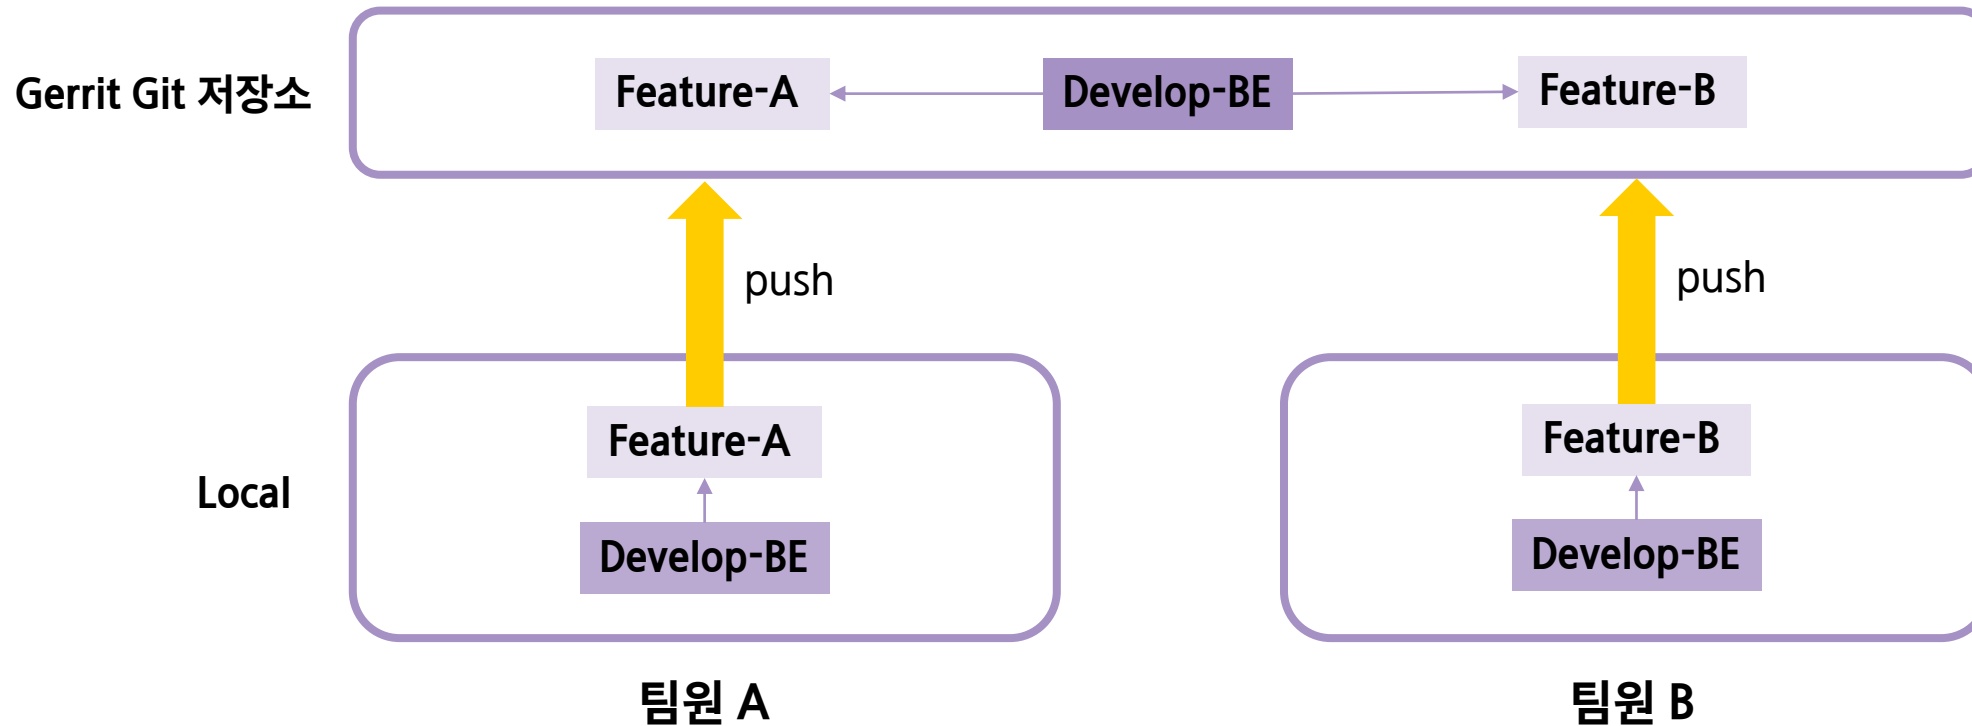 Gerrit Git 저장소
Feature-A
Develop-BE
Feature-B
push
push
Local
Feature-A
Develop-BE
Feature-B
Develop-BE
팀원 A
팀원 B